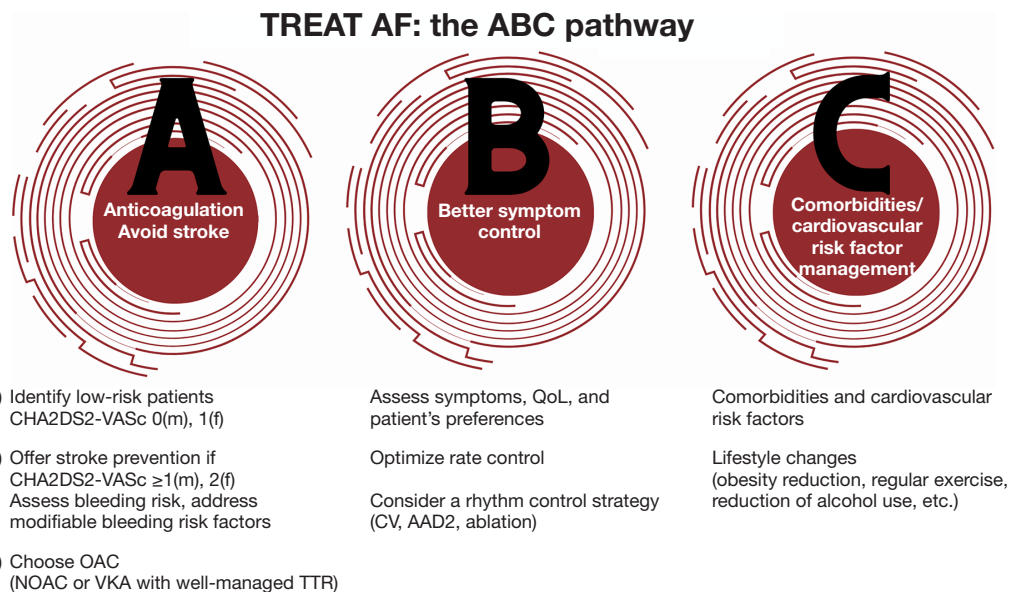 TREAT AF: the ABC pathway
A
Anticoagulation
Avoid stroke
) Identify low-risk patients
CHA2DS2-VASc 0(m), 1(f)
) Offer stroke prevention if
CHA2DS2-VASc ≥1(m), 2(f)
Assess bleeding risk, address
modifiable bleeding risk factors
) Choose OAC
(NOAC or VKA with well-managed TTR)
B
Better symptom
control
Assess symptoms, QoL, and
patient’s preferences
Optimize rate control
Consider a rhythm control strategy
(CV, AAD2, ablation)
C
Comorbidities/
cardiovascular
risk factor
management
Comorbidities and cardiovascular
risk factors
Lifestyle changes
(obesity reduction, regular exercise,
reduction of alcohol use, etc.)